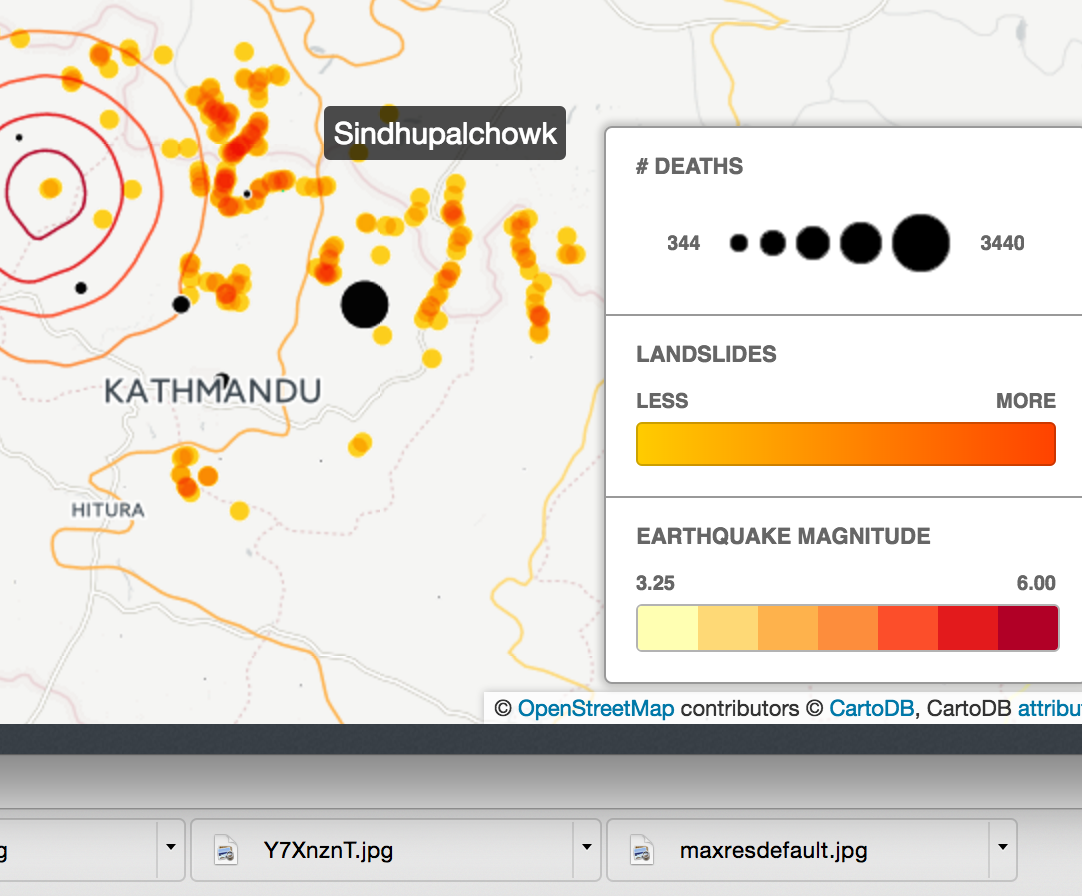 Sindhupalchowk
# DEATHS
344
3440
LANDSLIDES
LESS
MORE
KATHMANDU
HITURA
EARTHQUAKE MAGNITUDE
3.25
6.00
© OpenStreetMap contributors © CartoDB, CartoDB attribu
g
Y7XnznT.jpg
maxresdefault.jpg